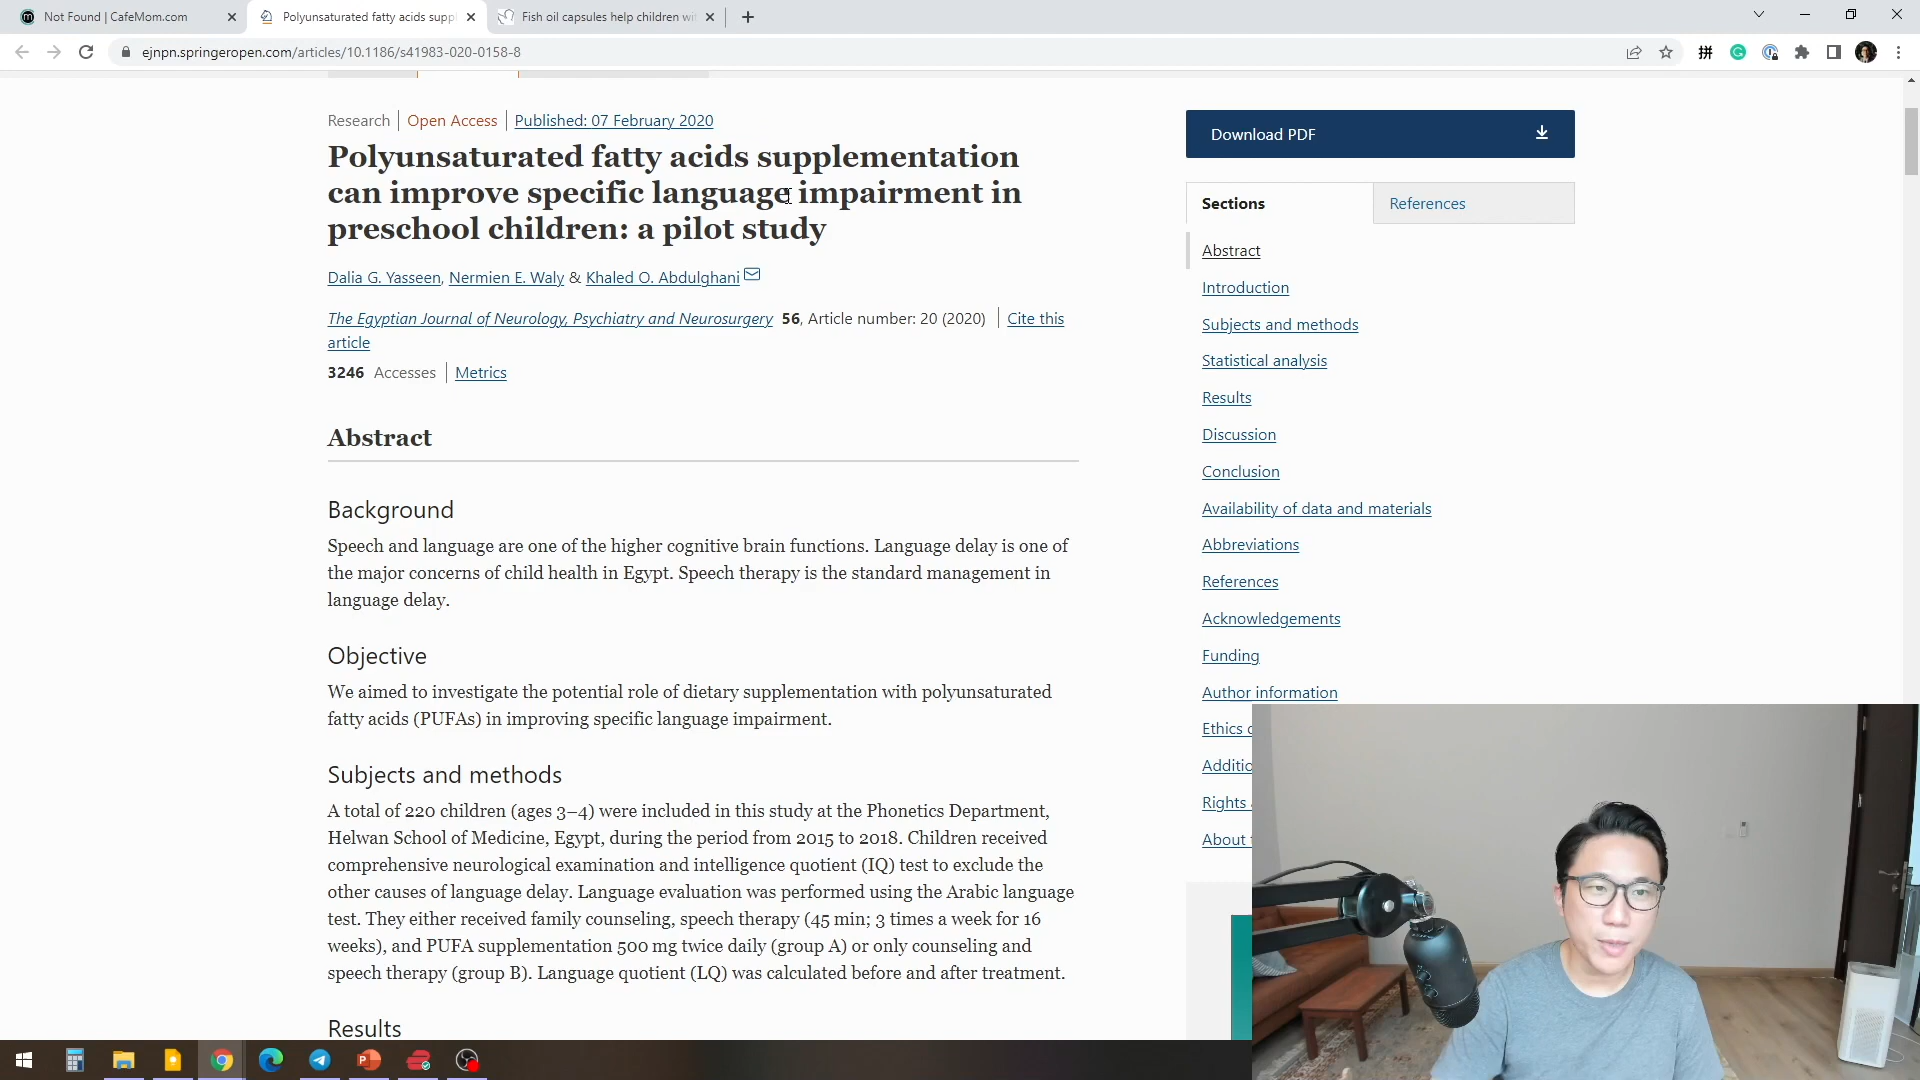 Not Found | CafeMom.com
Polyunsaturated fatty acids supp
Fish oil capsules help children wi
ejnpn.springeropen.com/articles/10.1186/s41983-020-0158-8
Research | Open Access | Published: 07 February 2020
Polyunsaturated fatty acids supplementation
can improve specific language impairment in
preschool children: a pilot study
Dalia G. Yasseen, Nermien E. Waly & Khaled O. Abdulghani
The Egyptian Journal of Neurology, Psychiatry and Neurosurgery 56, Article number: 20 (2020) | Cite this
article
3246 Accesses | Metrics
Abstract
Background
Speech and language are one of the higher cognitive brain functions. Language delay is one of
the major concerns of child health in Egypt. Speech therapy is the standard management in
language delay.
Objective
We aimed to investigate the potential role of dietary supplementation with polyunsaturated
fatty acids (PUFAs) in improving specific language impairment.
Subjects and methods
A total of 220 children (ages 3–4) were included in this study at the Phonetics Department,
Helwan School of Medicine, Egypt, during the period from 2015 to 2018. Children received
comprehensive neurological examination and intelligence quotient (IQ) test to exclude the
other causes of language delay. Language evaluation was performed using the Arabic language
test. They either received family counseling, speech therapy (45 min; 3 times a week for 16
weeks), and PUFA supplementation 500 mg twice daily (group A) or only counseling and
speech therapy (group B). Language quotient (LQ) was calculated before and after treatment.
Results
Download PDF
Sections
References
Abstract
Introduction
Subjects and methods
Statistical analysis
Results
Discussion
Conclusion
Availability of data and materials
Abbreviations
References
Acknowledgements
Funding
Author information
Ethics
Additio
Rights
About